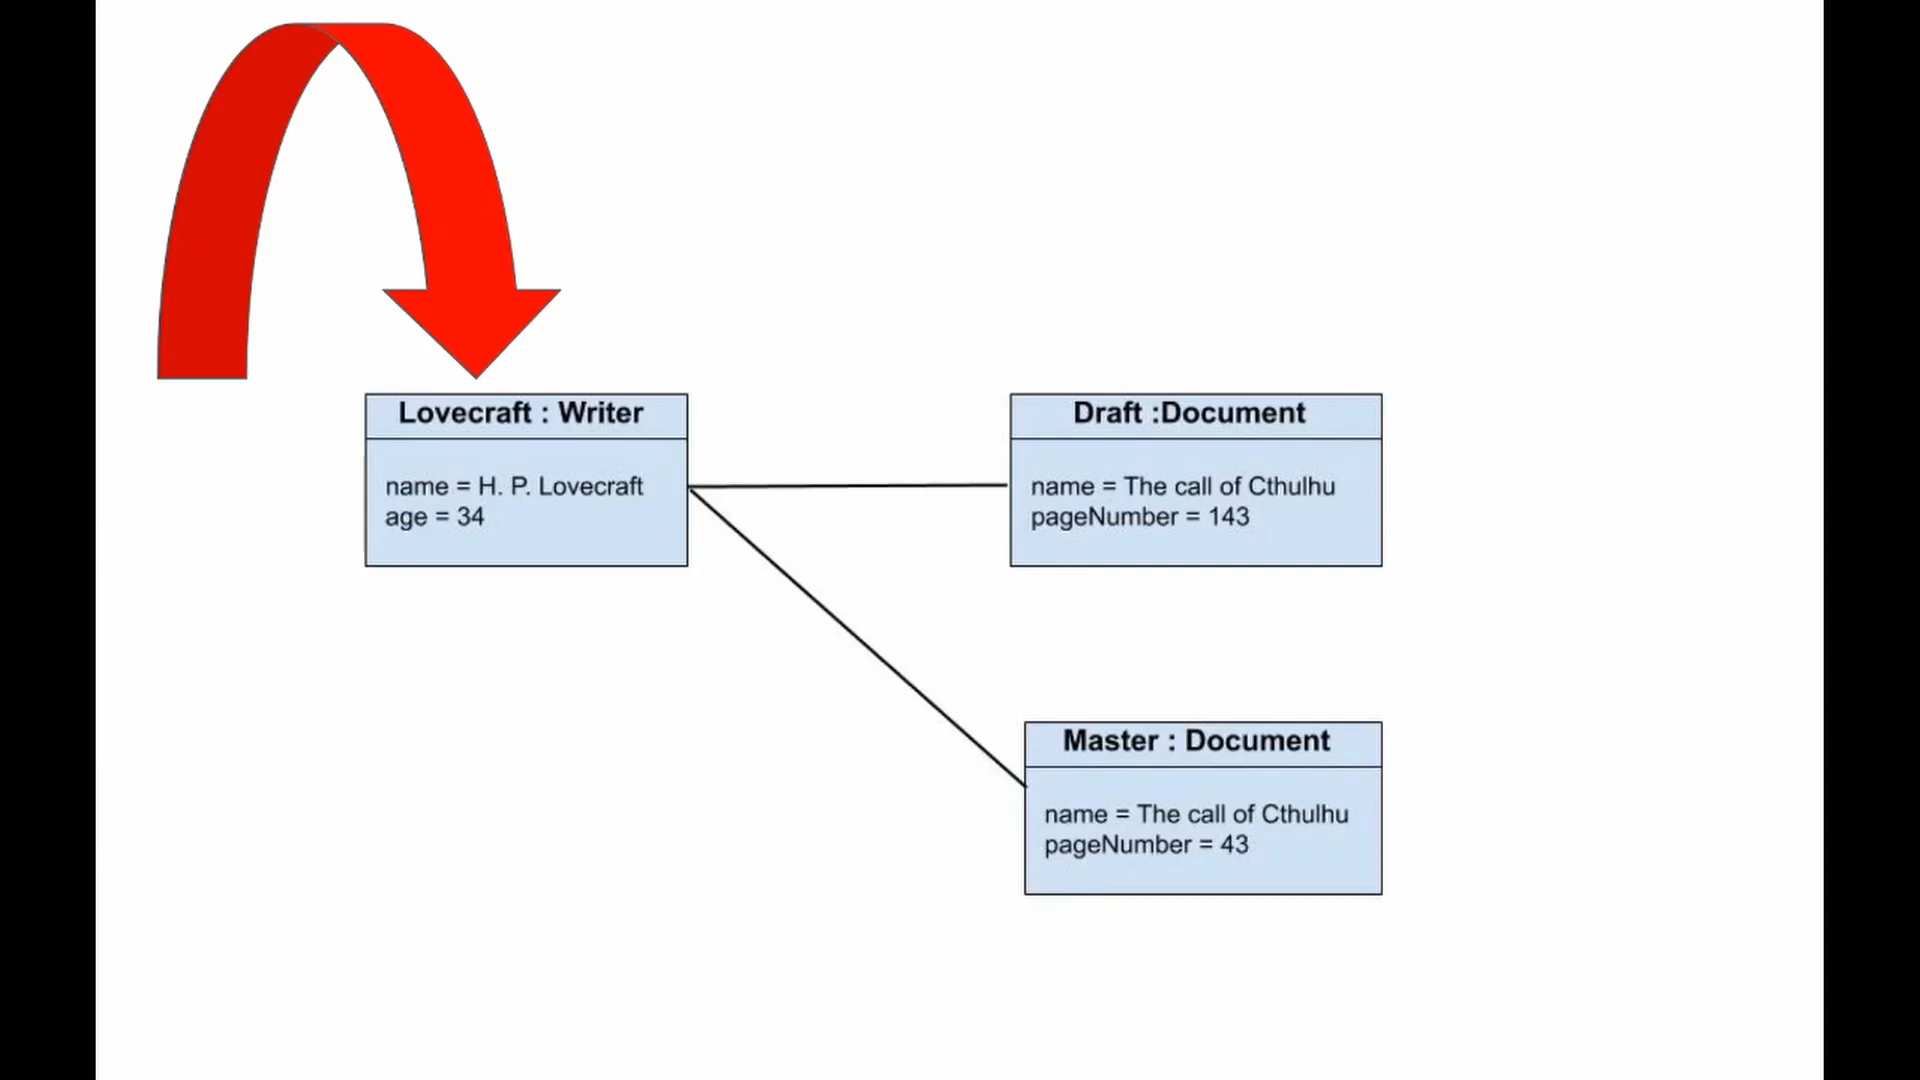 Lovecraft : Writer
name = H. P. Lovecraft
age = 34
Draft :Document
name = The call of Cthulhu
pageNumber = 143
Master : Document
name = The call of Cthulhu
pageNumber = 43